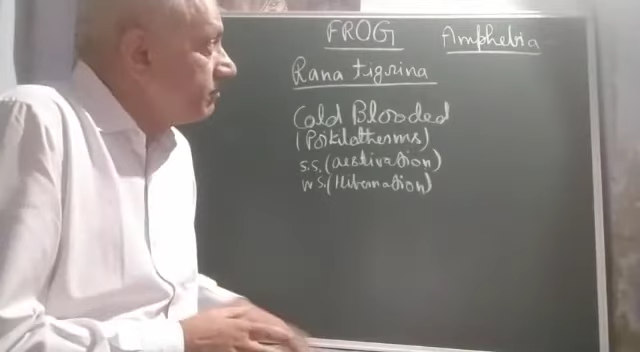 FROG Amphebia
Rana tigrina
Cold Blooded
(Poikilotherms)
s.s. (aestivation)
w.s. (Hibernation)